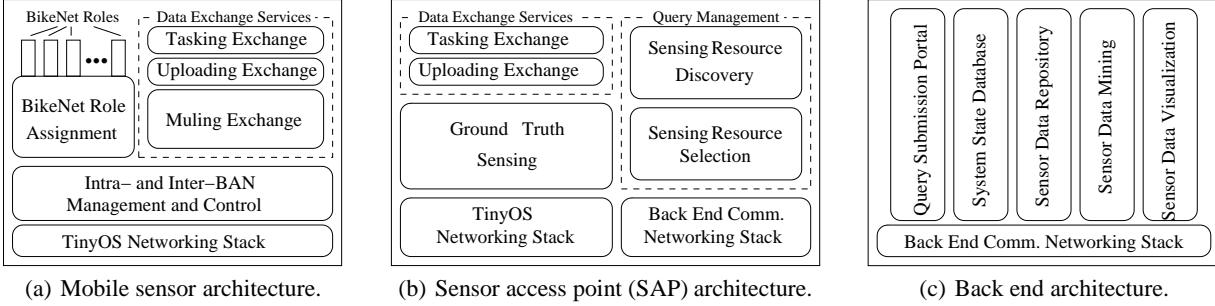 BikeNet Roles
Data Exchange Services
Tasking Exchange
Uploading Exchange
Muling Exchange
BikeNet Role
Assignment
Intra− and Inter−BAN
Management and Control
TinyOS Networking Stack
(a) Mobile sensor architecture.
Data Exchange Services
Tasking Exchange
Uploading Exchange
Query Management
Sensing Resource
Discovery
Sensing Resource
Selection
Ground Truth
Sensing
TinyOS
Networking Stack
Back End Comm.
Networking Stack
(b) Sensor access point (SAP) architecture.
Query Submission Portal
System State Database
Sensor Data Repository
Sensor Data Mining
Sensor Data Visualization
Back End Comm. Networking Stack
(c) Back end architecture.